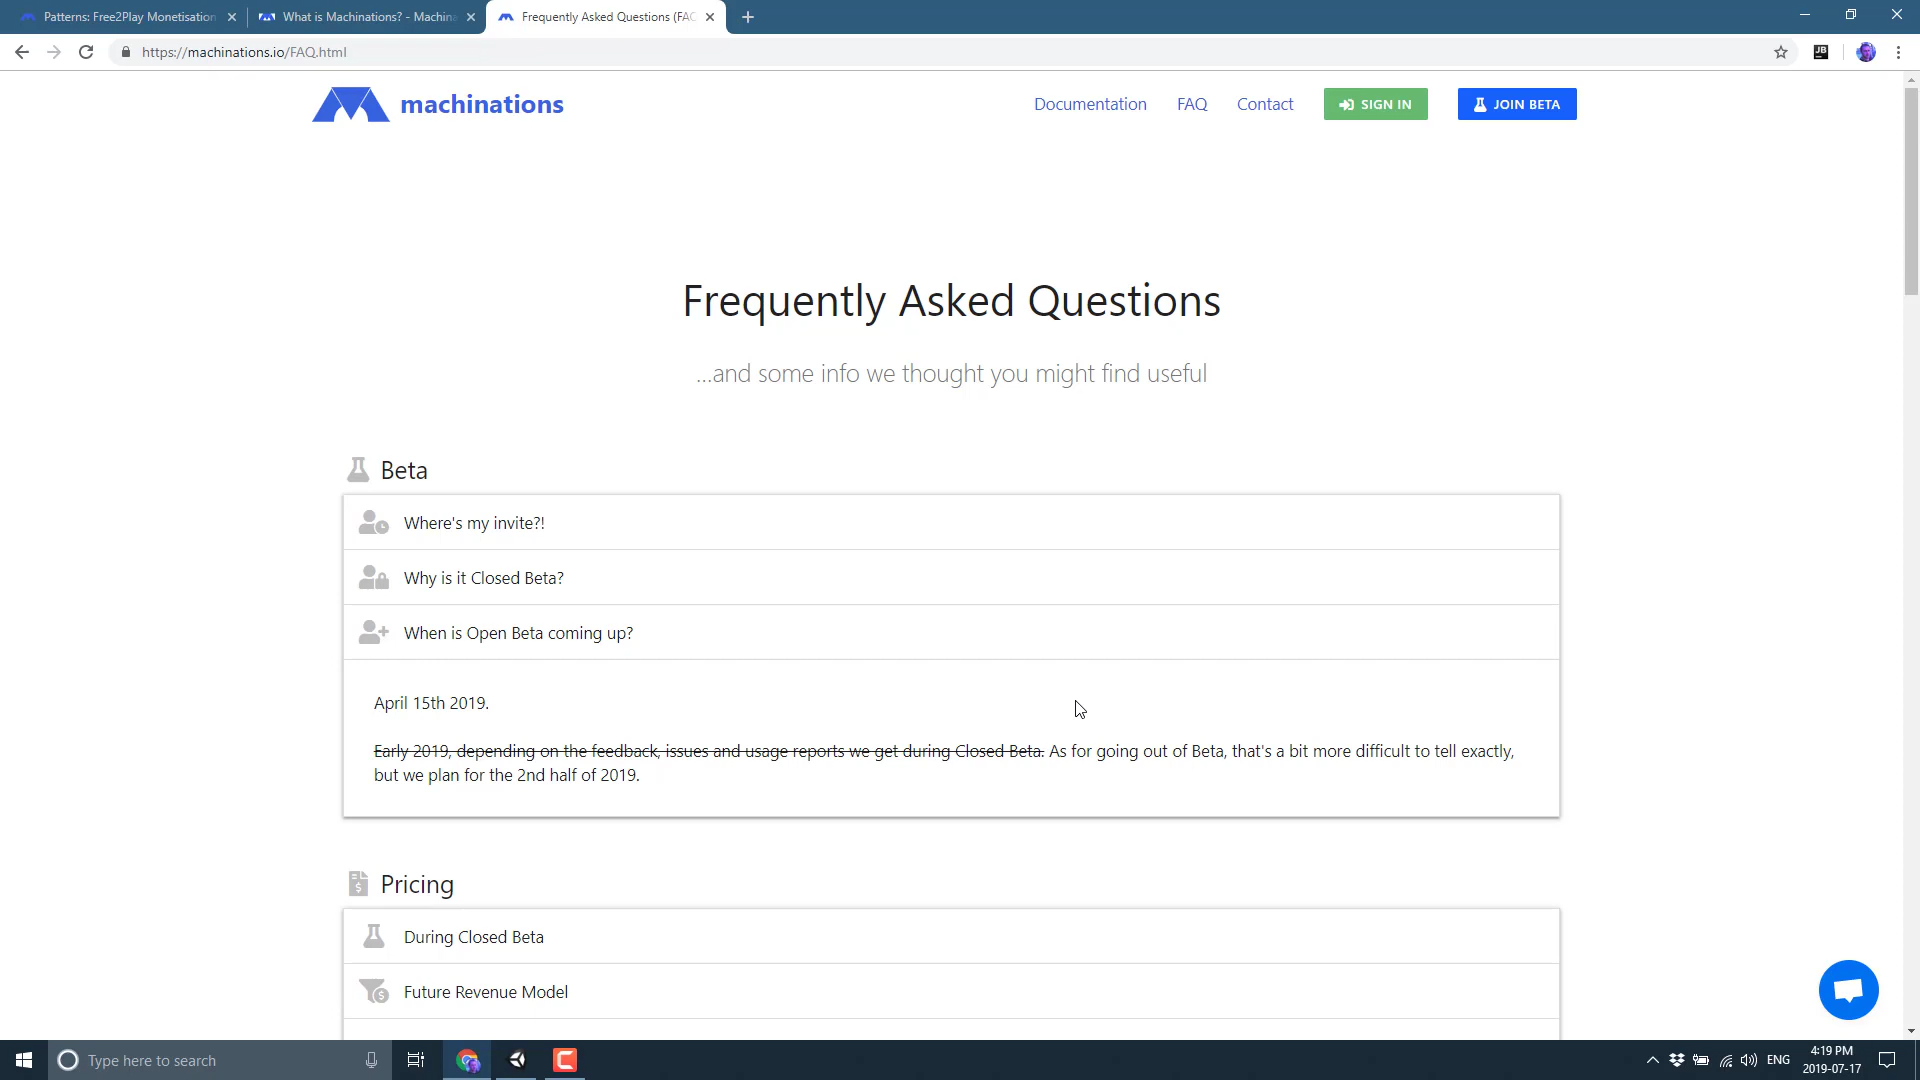 Patterns: Free2Play Monetisation
What is Machinations? - Machina
Frequently Asked Questions (FAC
https://machinations.io/FAQ.html
JB
machinations
Documentation
FAQ
Contact
SIGN IN
JOIN BETA
Frequently Asked Questions
...and some info we thought you might find useful
Beta
Where's my invite?!
Why is it Closed Beta?
When is Open Beta coming up?
April 15th 2019.
Early 2019, depending on the feedback, issues and usage reports we get during Closed Beta. As for going out of Beta, that's a bit more difficult to tell exactly,
but we plan for the 2nd half of 2019.
Pricing
During Closed Beta
Future Revenue Model
Type here to search
ENG
4:19 PM
2019-07-17